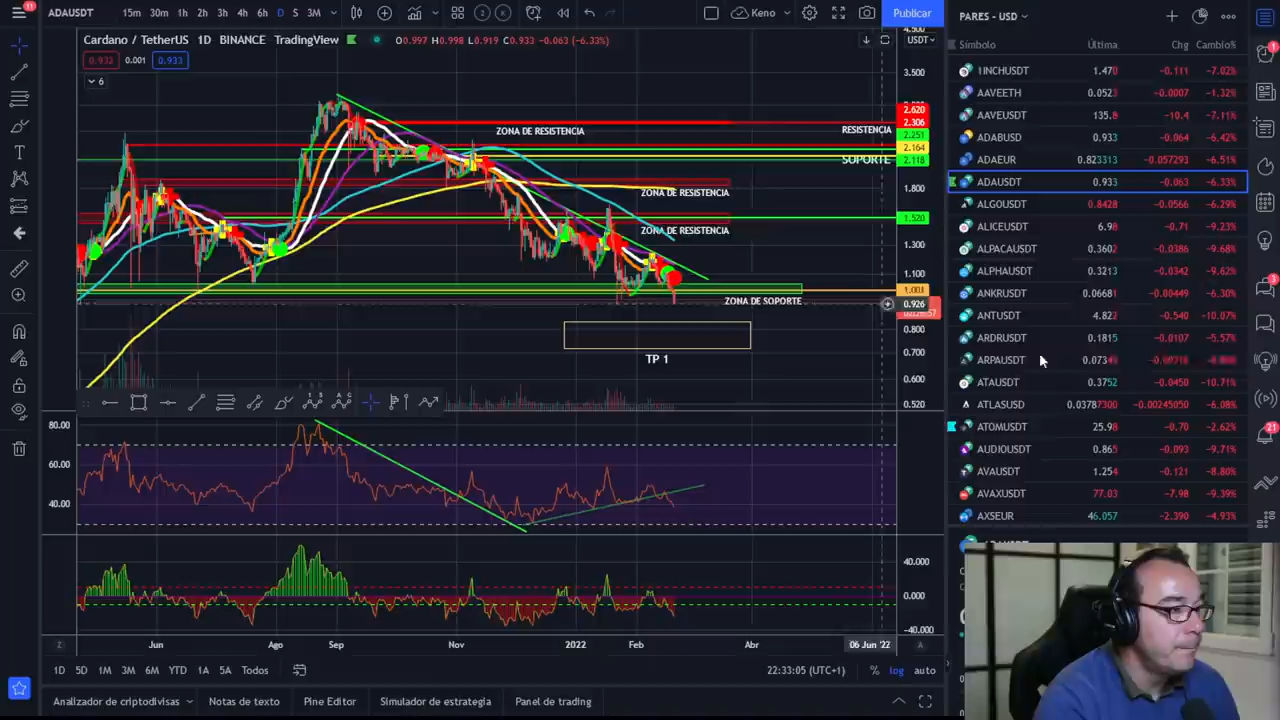 11
ADAUSDT
15m 30m 1h 2h 3h 4h 6h D S 3M
2 K
Keno
Publicar
Cardano / TetherUS 1D BINANCE TradingView
O0.997 H0.998 L0.919 C0.933 -0.063 (-6.33%)
USDT
0.932 0.001 0.933
6
ZONA DE RESISTENCIA
RESISTENCIA
SOPORTE
ZONA DE RESISTENCIA
ZONA DE RESISTENCIA
ZONA DE SOPORTE
TP 1
4.500
3.500
2.620
2.306
2.251
2.164
2.118
1.800
1.520
1.300
1.100
1.001
0.926
0.800
0.700
0.600
0.520
80.00
60.00
40.00
40.000
0.000
-40.000
Jun Ago Sep Nov 2022 Feb Abr 06 Jun '22
1D 5D 1M 3M 6M YTD 1A 5A Todos
22:33:05 (UTC+1) % log auto
Analizador de criptodivisas Notas de texto Pine Editor Simulador de estrategia Panel de trading
PARES - USD
Símbolo Última Chg Cambio%
1INCHUSDT 1.470 -0.111 -7.02%
AAVEETH 0.0523 -0.0007 -1.32%
AAVEUSDT 135.8 -10.4 -7.11%
ADABUSD 0.933 -0.064 -6.42%
ADAEUR 0.823313 -0.057293 -6.51%
ADAUSDT 0.933 -0.063 -6.33%
ALGOUSDT 0.8428 -0.0566 -6.29%
ALICEUSDT 6.98 -0.71 -9.23%
ALPACAUSDT 0.3602 -0.0386 -9.68%
ALPHAUSDT 0.3213 -0.0342 -9.62%
ANKRUSDT 0.06681 -0.00449 -6.30%
ANTUSDT 4.822 -0.540 -10.07%
ARDRUSDT 0.1815 -0.0107 -5.57%
ARPAUSDT
ATAUSDT 0.3752 -0.0450 -10.71%
ATLASUSD 0.03787300 -0.00245050 -6.08%
ATOMUSDT 25.98 -0.70 -2.62%
AUDIOUSDT 0.865 -0.093 -9.71%
AVAUSDT 1.254 -0.121 -8.80%
AVAXUSDT 77.03 -7.98 -9.39%
AXSEUR 46.057 -2.390 -4.93%
1
3
21